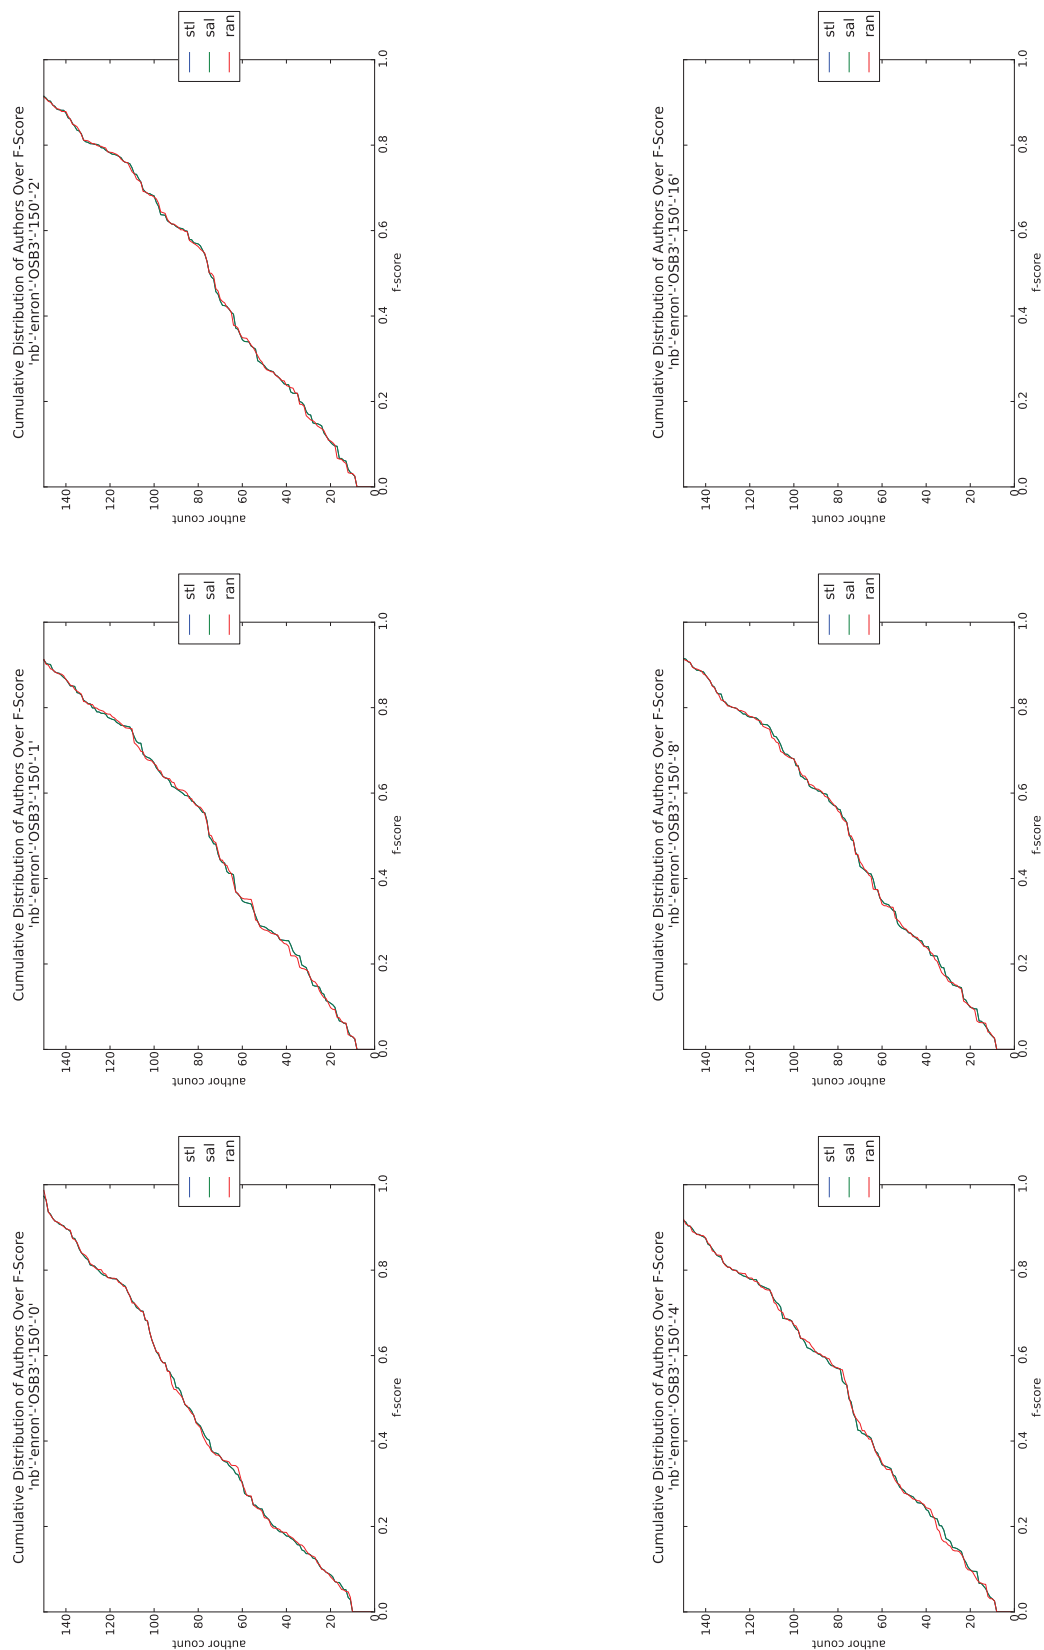 Cumulative Distribution of Authors Over F-Score
'nb'-'enron'-'OSB3'-'150'-'0'
author count
140
120
100
80
60
40
20
0
0.0
0.2
0.4
0.6
0.8
1.0
f-score
stl
sal
ran
Cumulative Distribution of Authors Over F-Score
'nb'-'enron'-'OSB3'-'150'-'1'
author count
140
120
100
80
60
40
20
0
0.0
0.2
0.4
0.6
0.8
1.0
f-score
stl
sal
ran
Cumulative Distribution of Authors Over F-Score
'nb'-'enron'-'OSB3'-'150'-'2'
author count
140
120
100
80
60
40
20
0
0.0
0.2
0.4
0.6
0.8
1.0
f-score
stl
sal
ran
Cumulative Distribution of Authors Over F-Score
'nb'-'enron'-'OSB3'-'150'-'4'
author count
140
120
100
80
60
40
20
0
0.0
0.2
0.4
0.6
0.8
1.0
f-score
stl
sal
ran
Cumulative Distribution of Authors Over F-Score
'nb'-'enron'-'OSB3'-'150'-'8'
author count
140
120
100
80
60
40
20
0
0.0
0.2
0.4
0.6
0.8
1.0
f-score
stl
sal
ran
Cumulative Distribution of Authors Over F-Score
'nb'-'enron'-'OSB3'-'150'-'16'
author count
140
120
100
80
60
40
20
0
0.0
0.2
0.4
0.6
0.8
1.0
f-score
stl
sal
ran